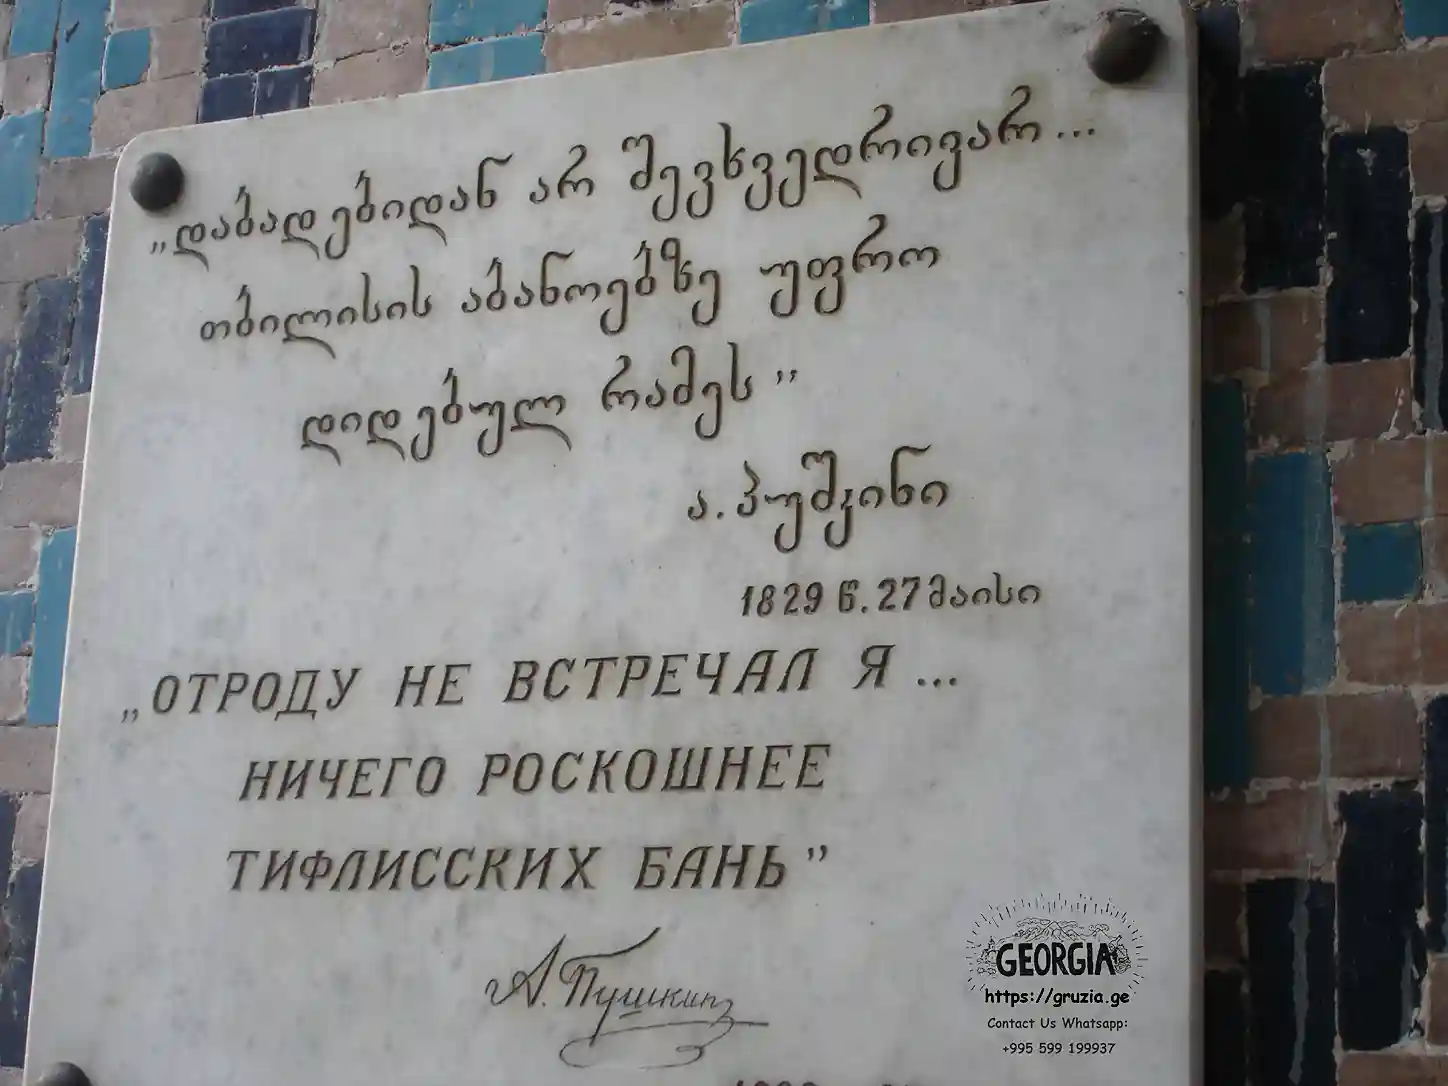 „დაბადებიდან არ შევხვედრივარ...
თბილისის აბანოებზე უფრო
დიდებულ რამეს”
ა. პუშკინი
1829 წ. 27 მაისი
„ОТРОДУ НЕ ВСТРЕЧАЛ Я...
НИЧЕГО РОСКОШНЕЕ
ТИФЛИССКИХ БАНЬ”
А. Пушкинъ
GEORGIA
https://gruzia.ge
Contact Us Whatsapp:
+995 599 199937